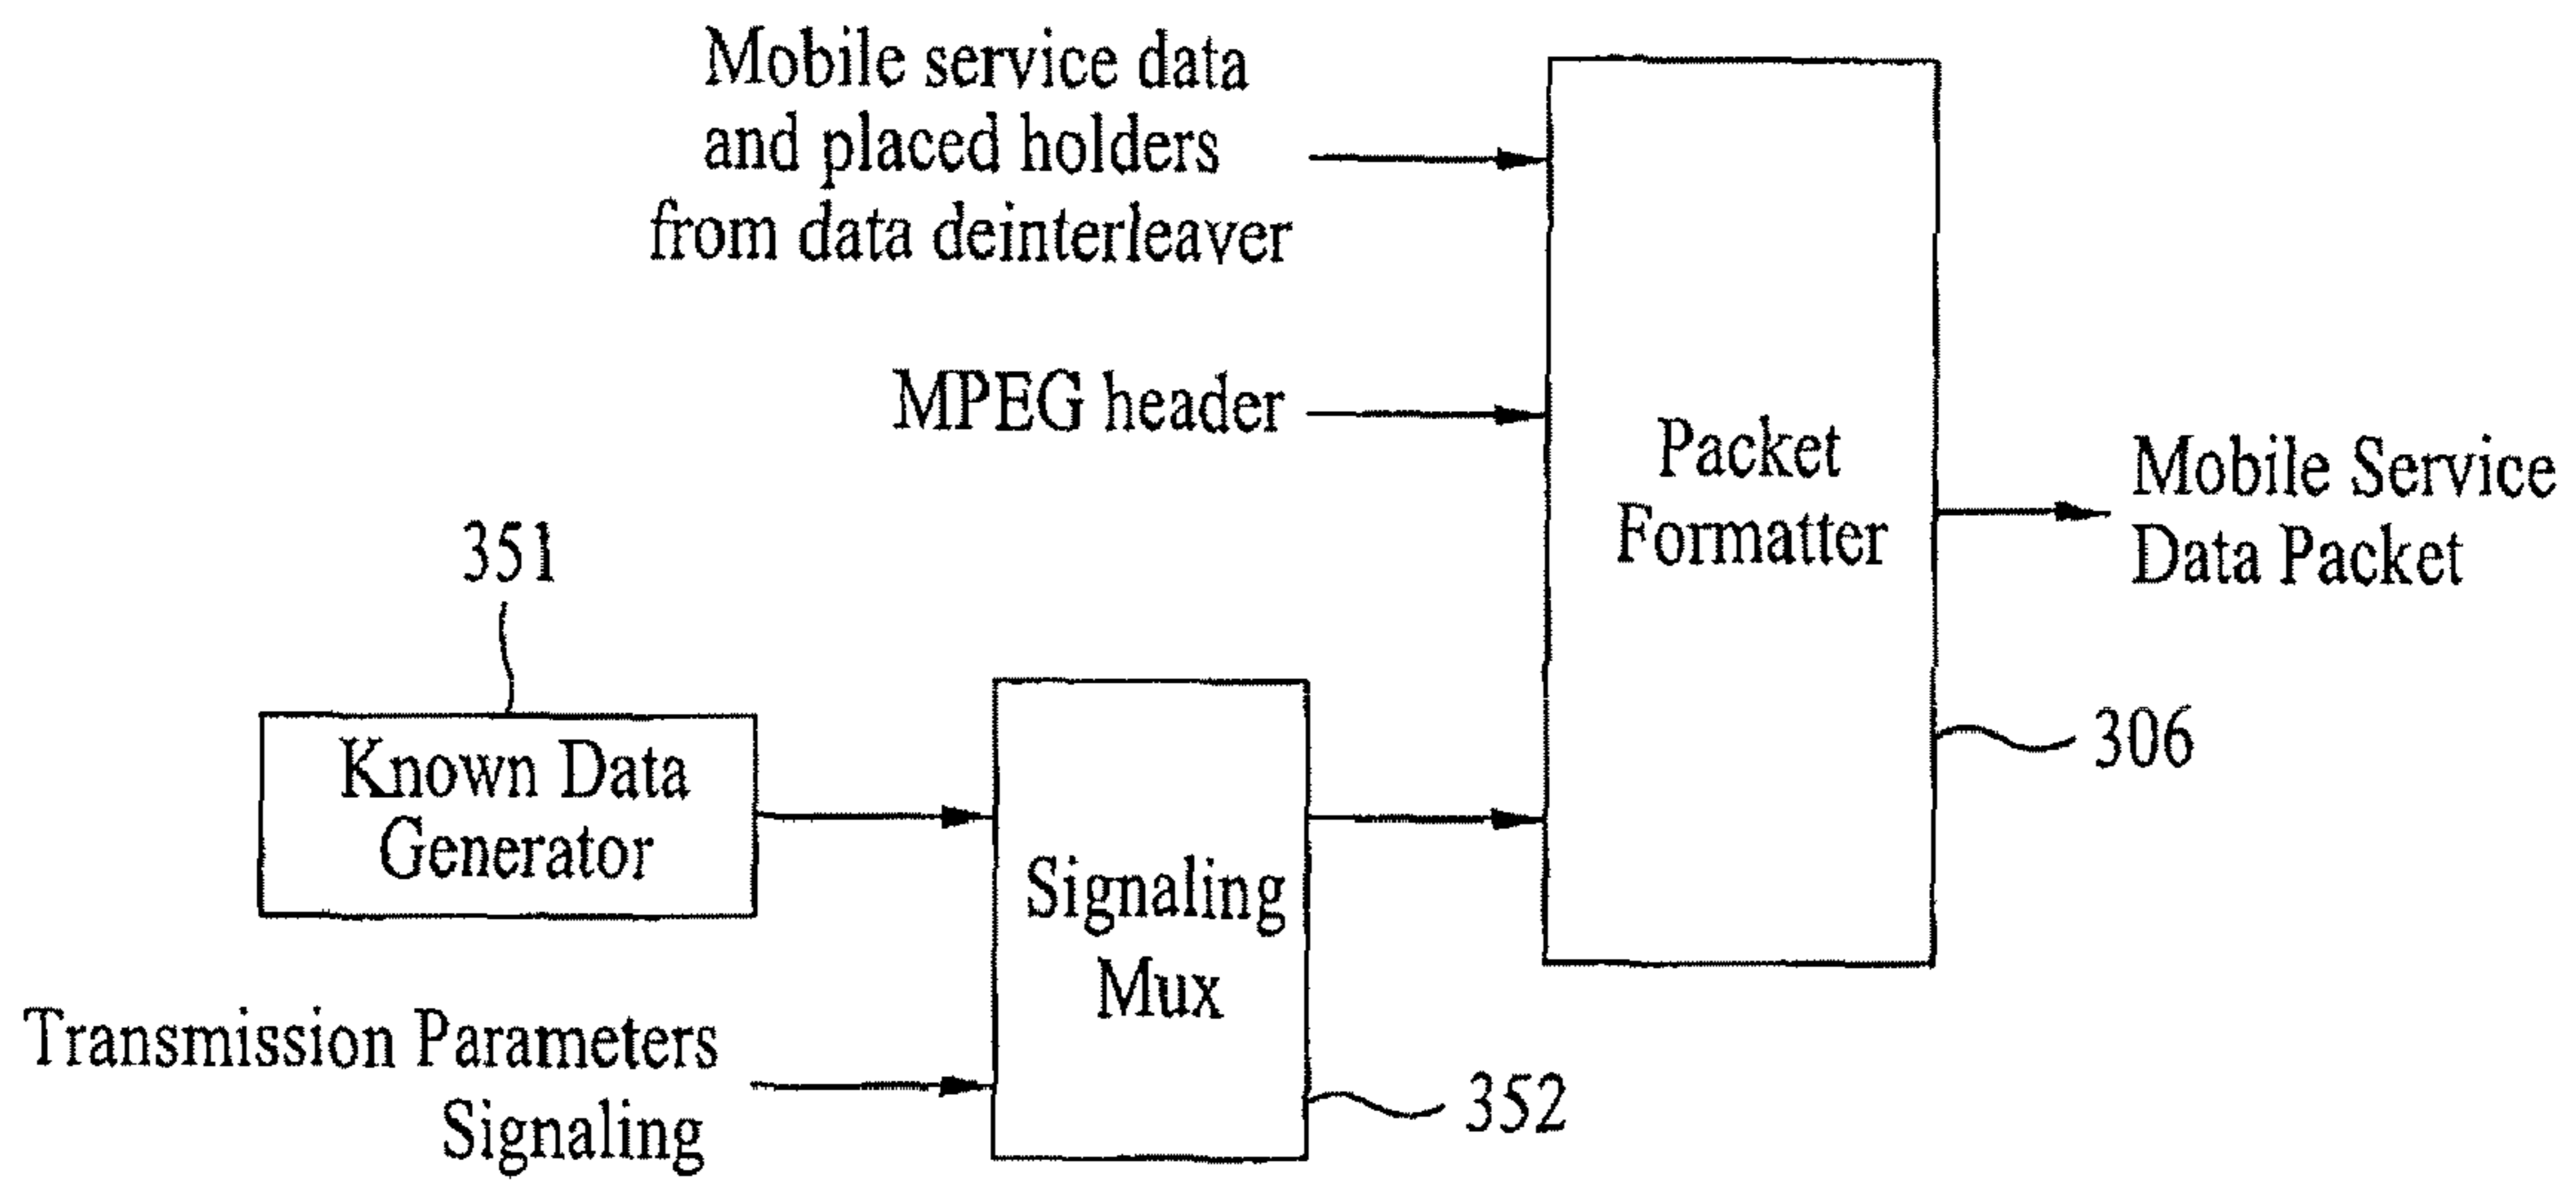 Mobile service data
and placed holders
from data deinterleaver
MPEG header
Packet
Formatter
Mobile Service
Data Packet
306
351
Known Data
Generator
Signaling
Mux
352
Transmission Parameters
Signaling